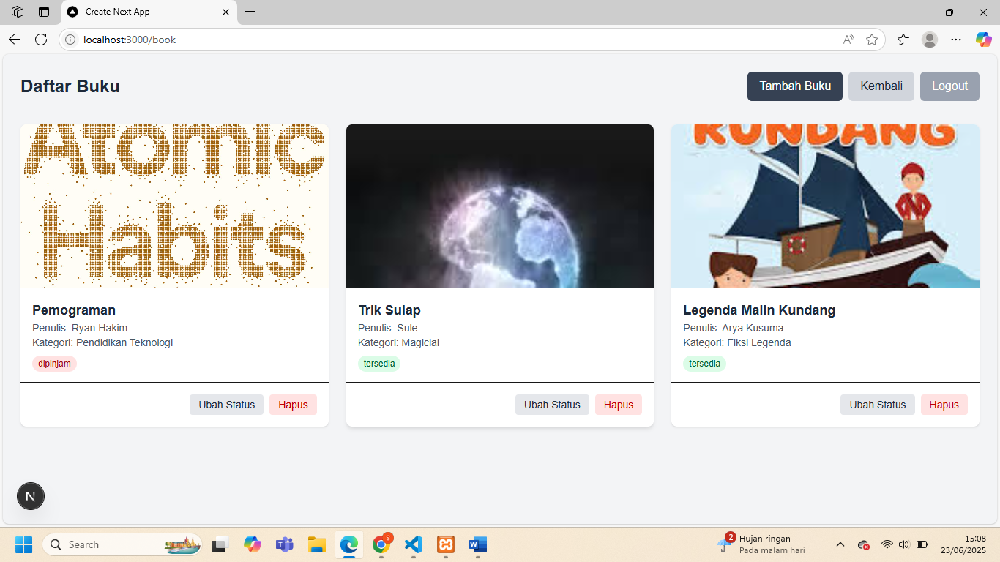 Create Next App
localhost:3000/book
Daftar Buku
Tambah Buku
Kembali
Logout
Atomic
Habits
KUNDANG
Pemograman
Penulis: Ryan Hakim
Kategori: Pendidikan Teknologi
dipinjam
Ubah Status
Hapus
Trik Sulap
Penulis: Sule
Kategori: Magicial
tersedia
Ubah Status
Hapus
Legenda Malin Kundang
Penulis: Arya Kusuma
Kategori: Fiksi Legenda
tersedia
Ubah Status
Hapus
N
Search
S
2
Hujan ringan
Pada malam hari
15:08
23/06/2025